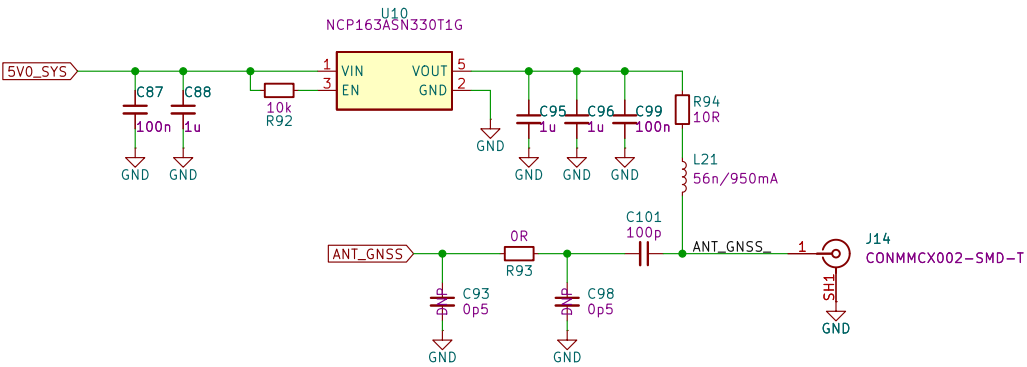 U10
NCP163ASN330T1G
5V0_SYS
1 VIN VOUT 5
3 EN GND 2
C87
100n
C88
1u
10k
R92
C95
1u
C96
1u
C99
100n
R94
10R
GND
GND
GND
GND
GND
GND
L21
56n/950mA
C101
100p
ANT_GNSS
0R
R93
ANT_GNSS_
1
J14
CONMMCX002-SMD-T
SH1
C93
0p5
DNP
C98
0p5
DNP
GND
GND
GND